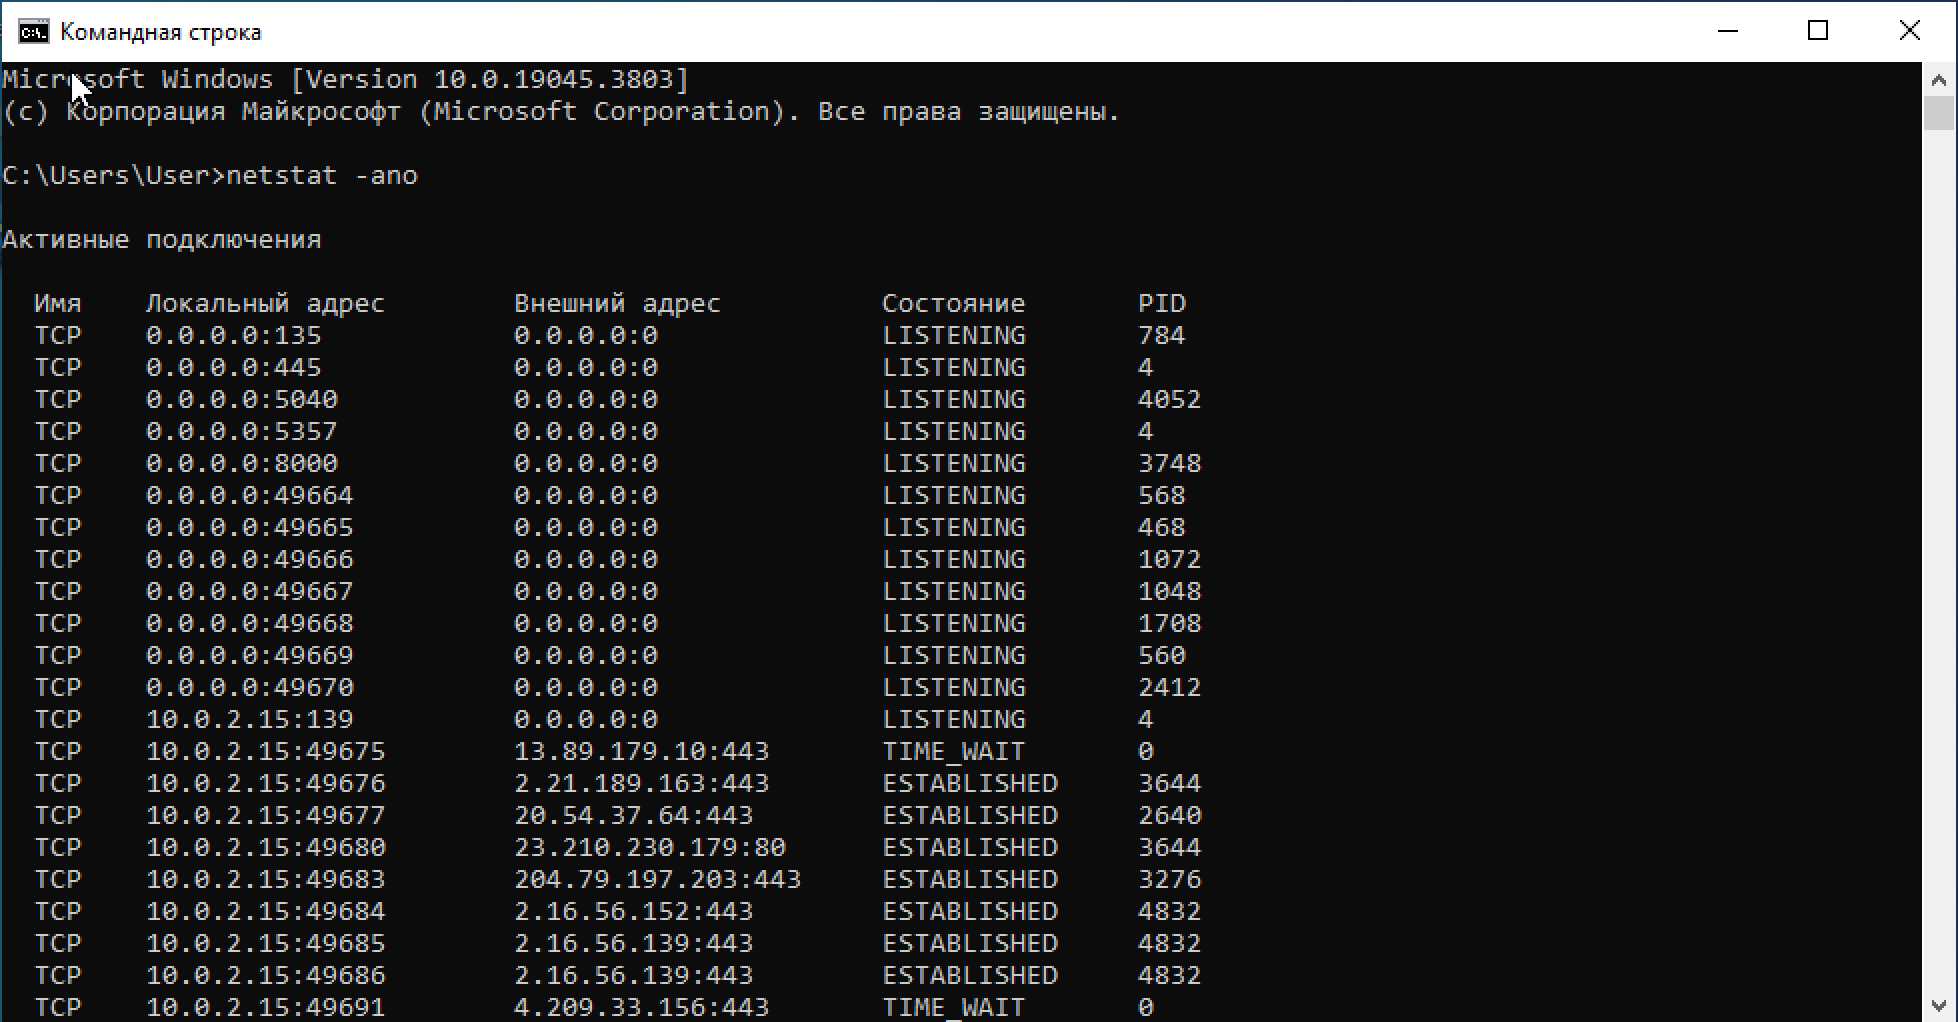 Командная строка
Microsoft Windows [Version 10.0.19045.3803]
(c) Корпорация Майкрософт (Microsoft Corporation). Все права защищены.
C:\Users\User>netstat -ano
Активные подключения
Имя Локальный адрес Внешний адрес Состояние PID
TCP 0.0.0.0:135 0.0.0.0:0 LISTENING 784
TCP 0.0.0.0:445 0.0.0.0:0 LISTENING 4
TCP 0.0.0.0:5040 0.0.0.0:0 LISTENING 4052
TCP 0.0.0.0:5357 0.0.0.0:0 LISTENING 4
TCP 0.0.0.0:8000 0.0.0.0:0 LISTENING 3748
TCP 0.0.0.0:49664 0.0.0.0:0 LISTENING 568
TCP 0.0.0.0:49665 0.0.0.0:0 LISTENING 468
TCP 0.0.0.0:49666 0.0.0.0:0 LISTENING 1072
TCP 0.0.0.0:49667 0.0.0.0:0 LISTENING 1048
TCP 0.0.0.0:49668 0.0.0.0:0 LISTENING 1708
TCP 0.0.0.0:49669 0.0.0.0:0 LISTENING 560
TCP 0.0.0.0:49670 0.0.0.0:0 LISTENING 2412
TCP 10.0.2.15:139 0.0.0.0:0 LISTENING 4
TCP 10.0.2.15:49675 13.89.179.10:443 TIME_WAIT 0
TCP 10.0.2.15:49676 2.21.189.163:443 ESTABLISHED 3644
TCP 10.0.2.15:49677 20.54.37.64:443 ESTABLISHED 2640
TCP 10.0.2.15:49680 23.210.230.179:80 ESTABLISHED 3644
TCP 10.0.2.15:49683 204.79.197.203:443 ESTABLISHED 3276
TCP 10.0.2.15:49684 2.16.56.152:443 ESTABLISHED 4832
TCP 10.0.2.15:49685 2.16.56.139:443 ESTABLISHED 4832
TCP 10.0.2.15:49686 2.16.56.139:443 ESTABLISHED 4832
TCP 10.0.2.15:49691 4.209.33.156:443 TIME_WAIT 0